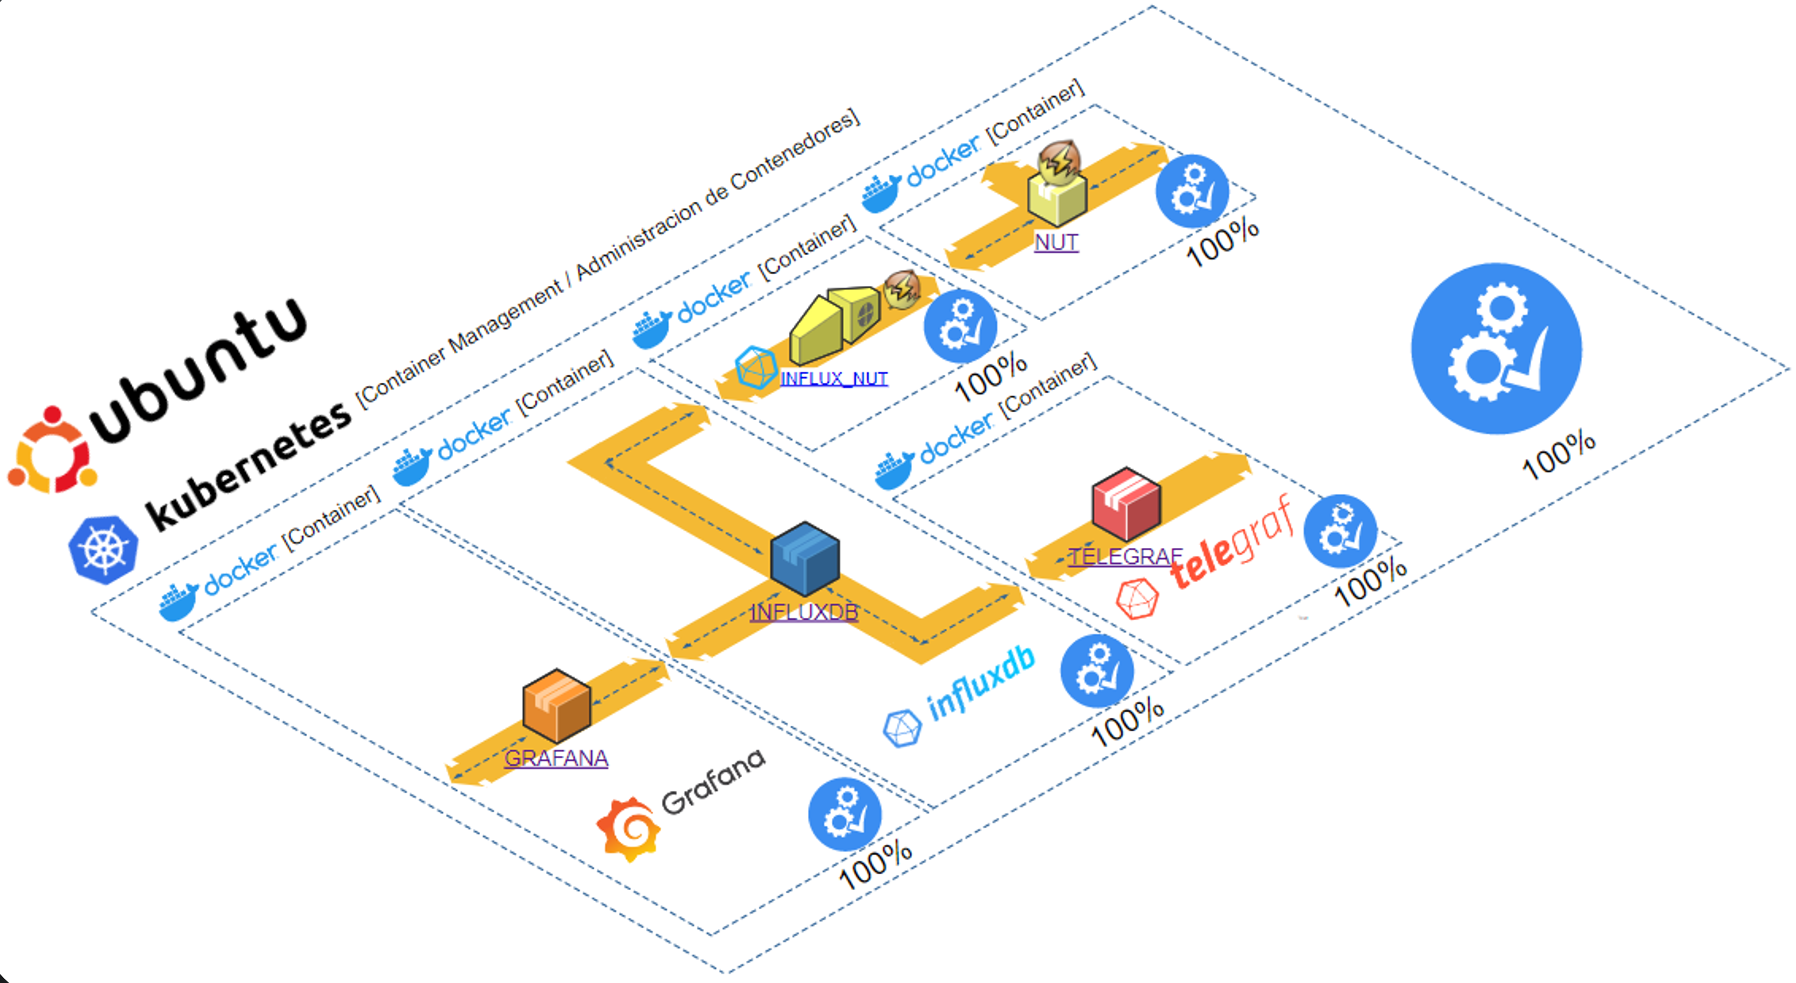 ubuntu
kubernetes [Container Management / Administracion de Contenedores]
docker [Container]
NUT
100%
docker [Container]
INFLUX_NUT
100%
docker [Container]
TELEGRAF
telegraf
100%
docker [Container]
INFLUXDB
influxdb
100%
docker [Container]
GRAFANA
Grafana
100%
100%